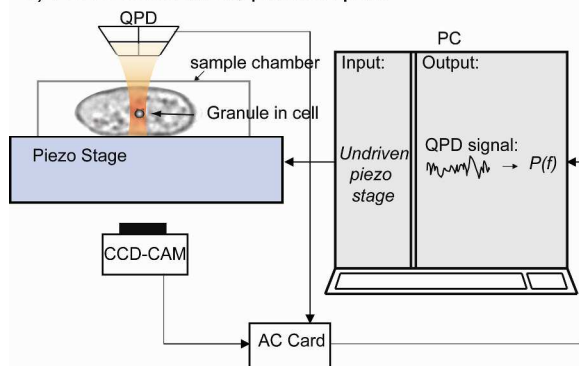 QPD
PC
sample chamber
Granule in cell
Piezo Stage
Input:
Output:
Undriven
piezo
stage
QPD signal:
P(f)
CCD-CAM
AC Card